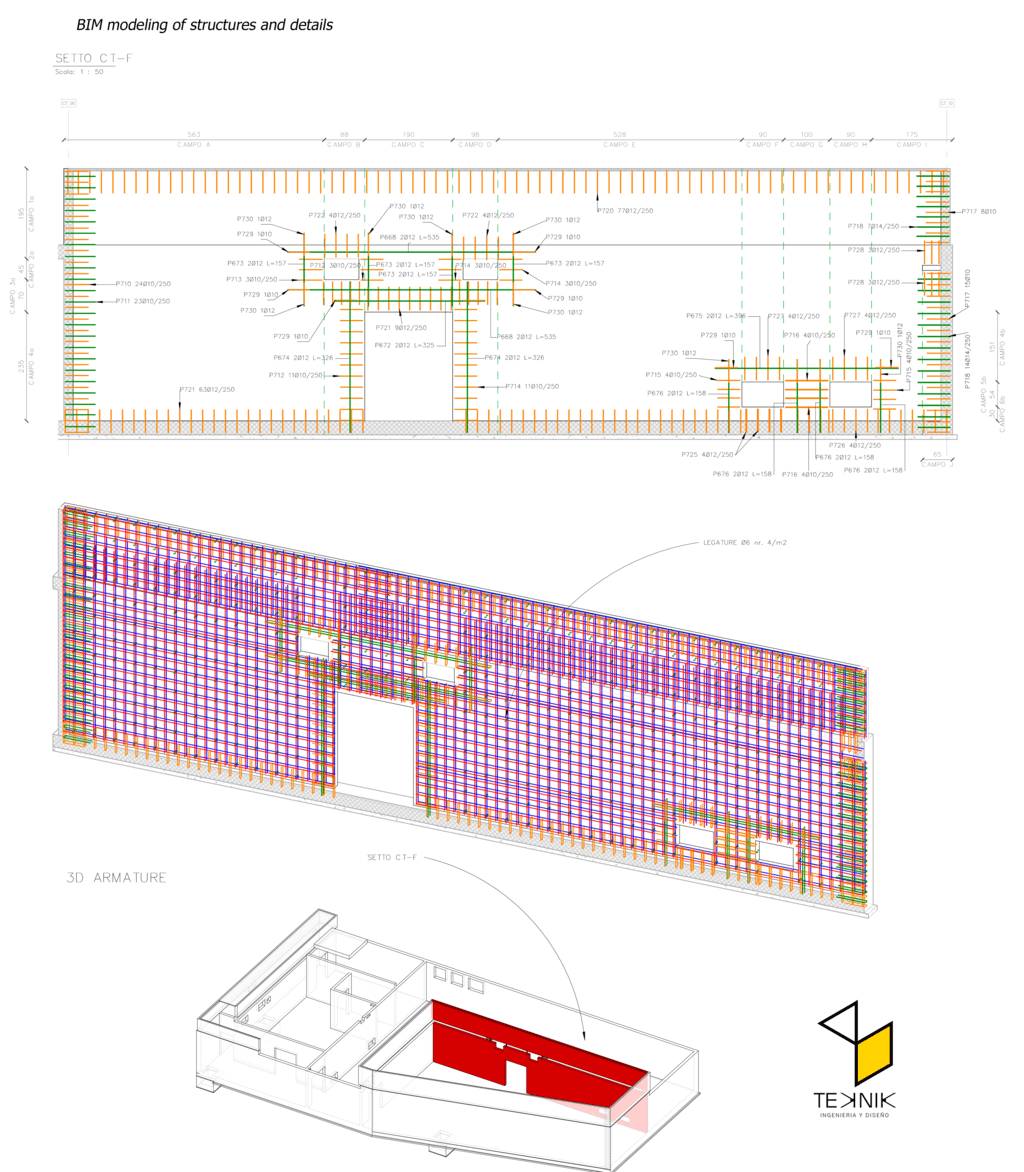 BIM modeling of structures and details
SETTO CT-F
Scala: 1 : 50
563
88
190
98
528
90
100
90
175
CAMPO A
CAMPO B
CAMPO C
CAMPO D
CAMPO E
CAMPO F
CAMPO G
CAMPO H
CAMPO I
195
CAMPO 1a
45
CAMPO 2a
70
CAMPO 3a
235
CAMPO 4a
P720 77Ø12/250
P717 8Ø10
P718 7Ø14/250
P728 3Ø12/250
P728 3Ø12/250
P717 15Ø10
P718 14Ø14/250
P730 1Ø12
P722 4Ø12/250
P730 1Ø12
P730 1Ø12
P722 4Ø12/250
P730 1Ø12
P729 1Ø10
P668 2Ø12 L=535
P729 1Ø10
P673 2Ø12 L=157
P712 3Ø10/250
P673 2Ø12 L=157
P673 2Ø12 L=157
P714 3Ø10/250
P673 2Ø12 L=157
P713 3Ø10/250
P714 3Ø10/250
P729 1Ø10
P729 1Ø10
P730 1Ø12
P730 1Ø12
P710 24Ø10/250
P711 23Ø10/250
P729 1Ø10
P721 9Ø12/250
P668 2Ø12 L=535
P672 2Ø12 L=325
P674 2Ø12 L=326
P674 2Ø12 L=326
P712 11Ø10/250
P714 11Ø10/250
P721 63Ø12/250
P675 2Ø12 L=396
P727 4Ø12/250
P727 4Ø12/250
P729 1Ø10
P716 4Ø10/250
P729 1Ø10
P730 1Ø12
P730 1Ø12
P715 4Ø10/250
P715 4Ø10/250
P676 2Ø12 L=158
P726 4Ø12/250
P725 4Ø12/250
P676 2Ø12 L=158
P676 2Ø12 L=158
P716 4Ø10/250
P676 2Ø12 L=158
151
CAMPO 4b
54
CAMPO 5b
30
CAMPO 6b
65
CAMPO J
LEGATURE Ø6 nr. 4/m2
3D ARMATURE
SETTO CT-F
TEKNIK
INGENIERIA Y DISEÑO